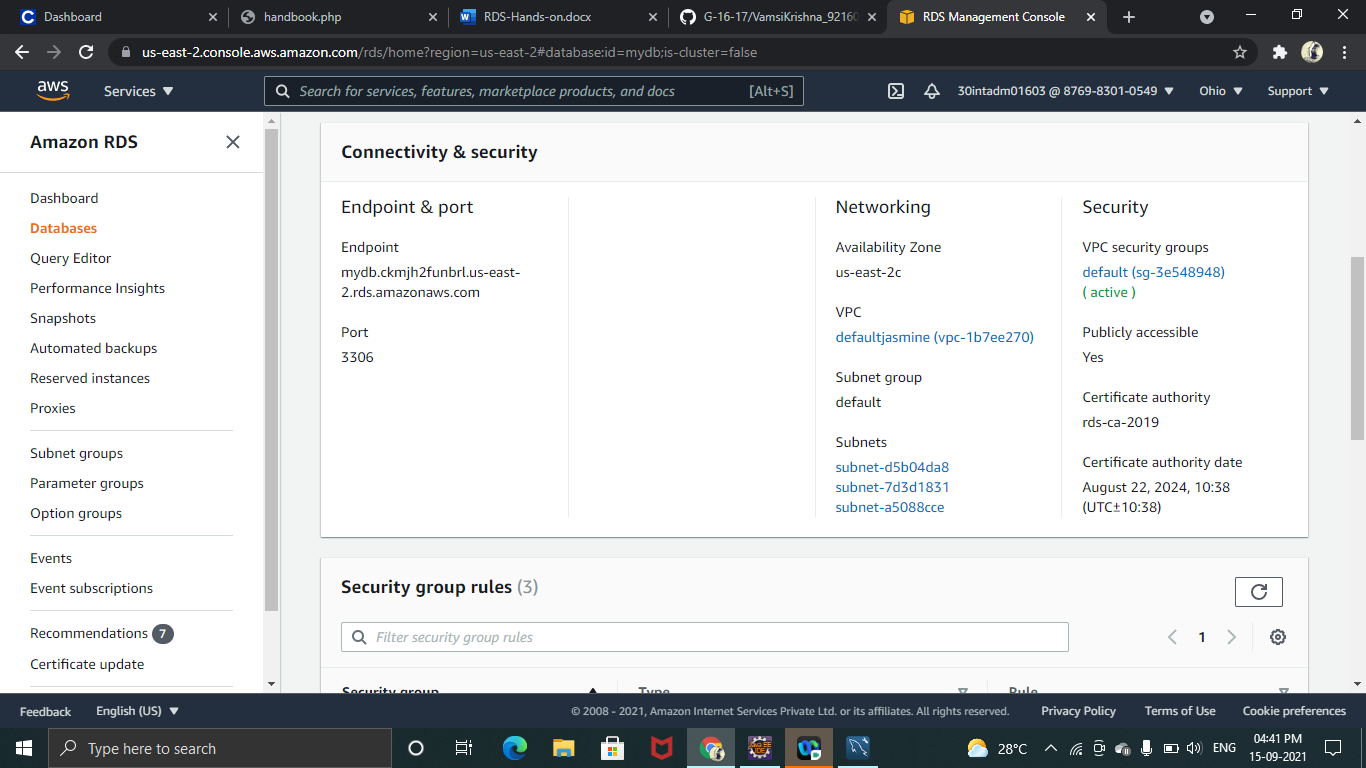 Dashboard
handbook.php
RDS-Hands-on.docx
G-16-17/VamsiKrishna_92160
RDS Management Console
us-east-2.console.aws.amazon.com/rds/home?region=us-east-2#database:id=mydb;is-cluster=false
aws
Services
Search for services, features, marketplace products, and docs [Alt+S]
30intadm01603 @ 8769-8301-0549
Ohio
Support
Amazon RDS
Dashboard
Databases
Query Editor
Performance Insights
Snapshots
Automated backups
Reserved instances
Proxies
Subnet groups
Parameter groups
Option groups
Events
Event subscriptions
Recommendations 7
Certificate update
Connectivity & security
Endpoint & port
Endpoint
mydb.ckmjh2funbrl.us-east-
2.rds.amazonaws.com
Port
3306
Networking
Availability Zone
us-east-2c
VPC
defaultjasmine (vpc-1b7ee270)
Subnet group
default
Subnets
subnet-d5b04da8
subnet-7d3d1831
subnet-a5088cce
Security
VPC security groups
default (sg-3e548948)
( active )
Publicly accessible
Yes
Certificate authority
rds-ca-2019
Certificate authority date
August 22, 2024, 10:38
(UTC±10:38)
Security group rules (3)
Filter security group rules
1
Security group
Type
Rule
Feedback
English (US)
© 2008 - 2021, Amazon Internet Services Private Ltd. or its affiliates. All rights reserved.
Privacy Policy
Terms of Use
Cookie preferences
Type here to search
28°C
ENG
04:41 PM
15-09-2021